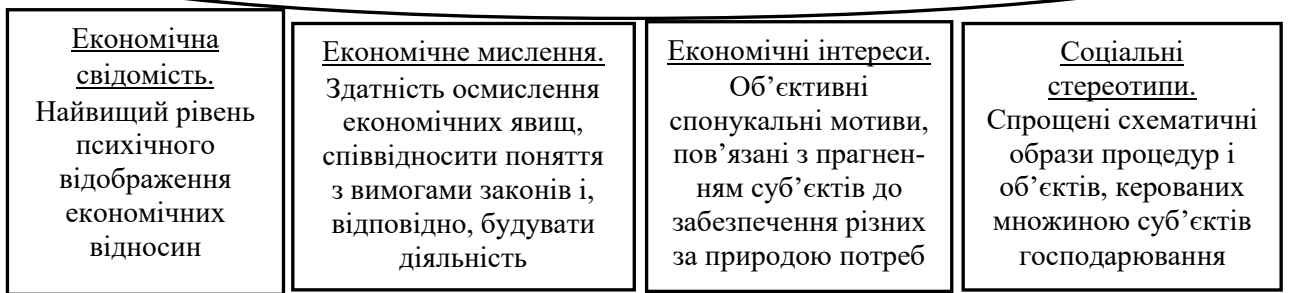 Економічна
свідомість.
Найвищий рівень
психічного
відображення
економічних
відносин
Економічне мислення.
Здатність осмислення
економічних явищ,
співвідносити поняття
з вимогами законів і,
відповідно, будувати
діяльність
Економічні інтереси.
Об’єктивні
спонукальні мотиви,
пов’язані з прагнен-
ням суб’єктів до
забезпечення різних
за природою потреб
Соціальні
стереотипи.
Спрощені схематичні
образи процедур і
об’єктів, керованих
множиною суб’єктів
господарювання